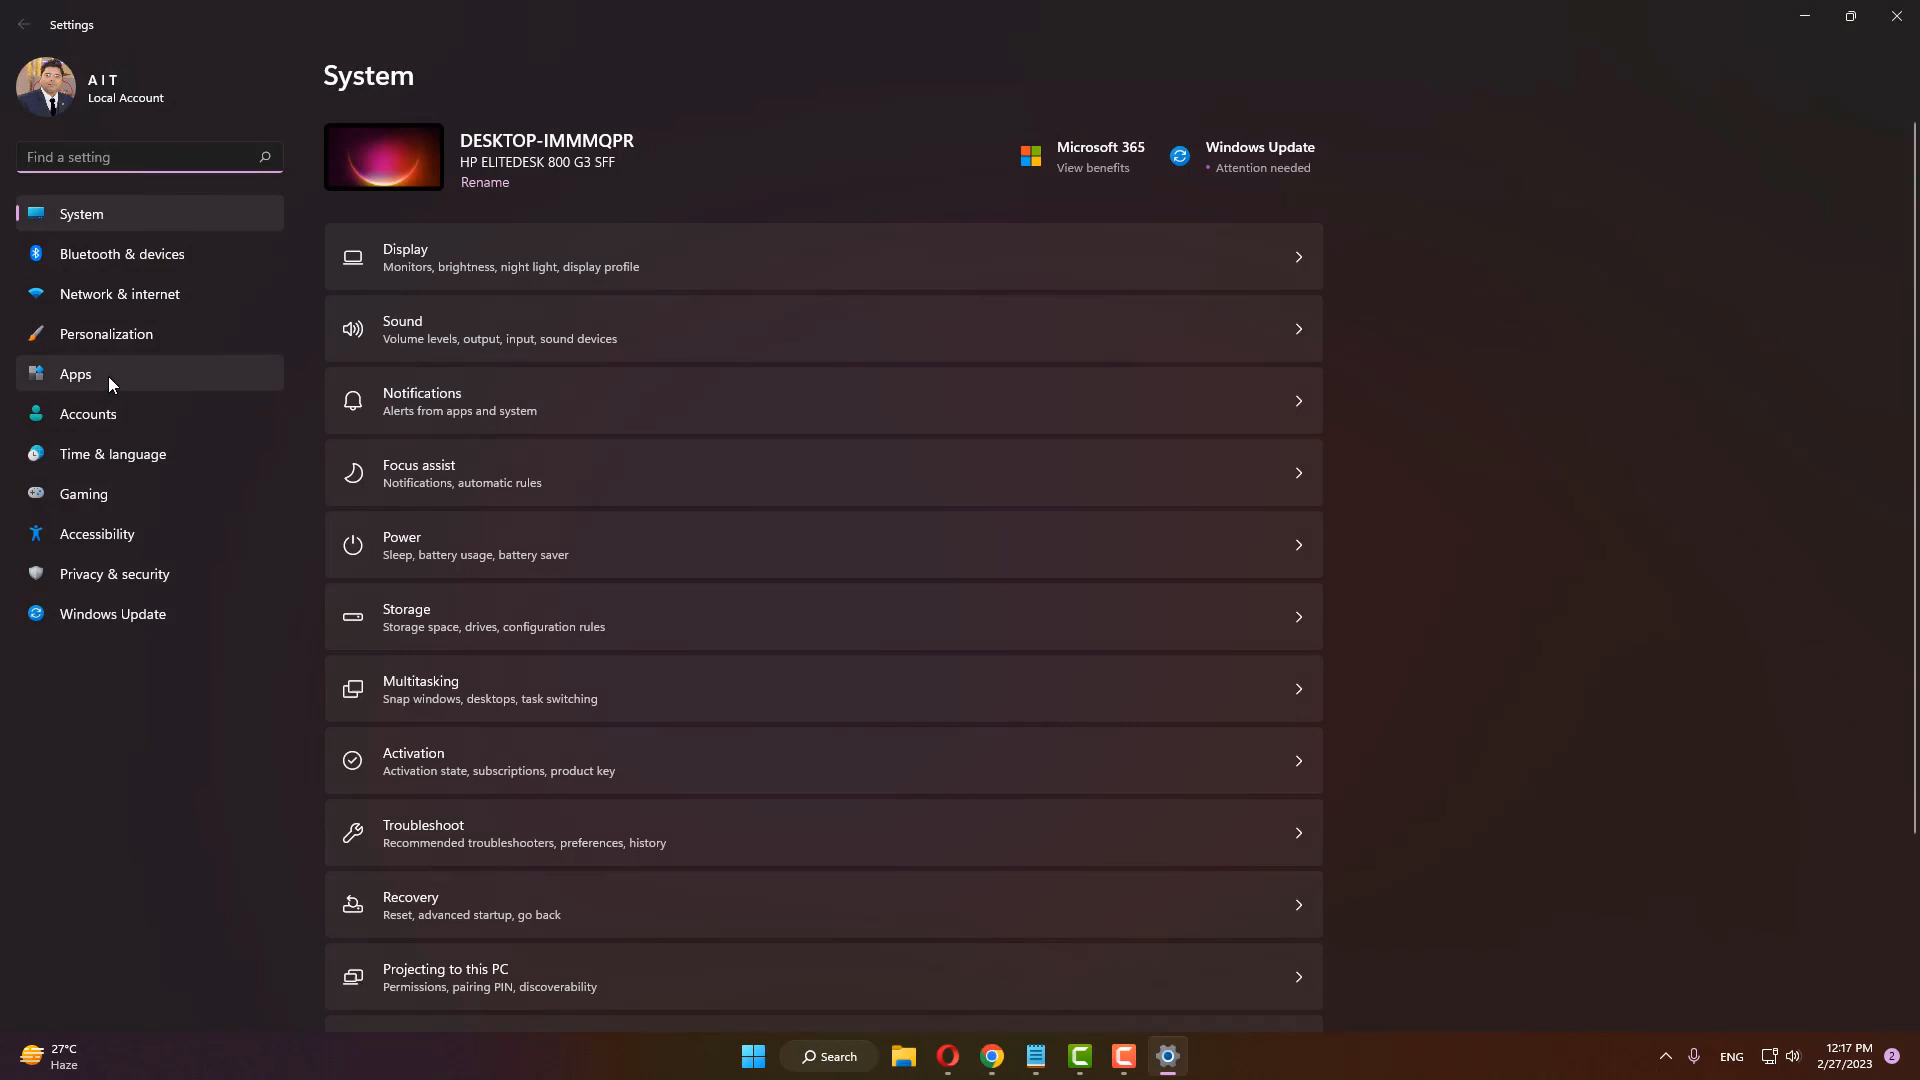 Settings
A I T
Local Account
Find a setting
System
Bluetooth & devices
Network & internet
Personalization
Apps
Accounts
Time & language
Gaming
Accessibility
Privacy & security
Windows Update
System
DESKTOP-IMMMQPR
HP ELITEDESK 800 G3 SFF
Rename
Microsoft 365
View benefits
Windows Update
• Attention needed
Display
Monitors, brightness, night light, display profile
Sound
Volume levels, output, input, sound devices
Notifications
Alerts from apps and system
Focus assist
Notifications, automatic rules
Power
Sleep, battery usage, battery saver
Storage
Storage space, drives, configuration rules
Multitasking
Snap windows, desktops, task switching
Activation
Activation state, subscriptions, product key
Troubleshoot
Recommended troubleshooters, preferences, history
Recovery
Reset, advanced startup, go back
Projecting to this PC
Permissions, pairing PIN, discoverability
27°C
Haze
Search
ENG
12:17 PM
2/27/2023
2